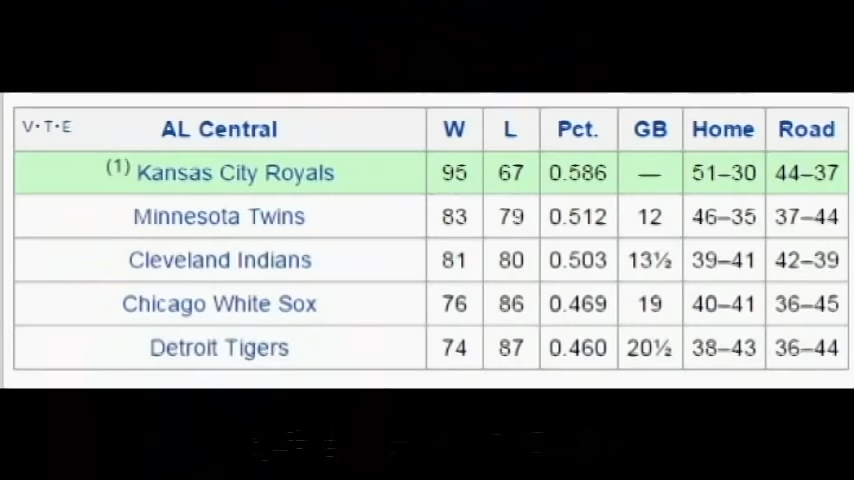 V·T·E AL Central W L Pct. GB Home Road
(1) Kansas City Royals 95 67 0.586 — 51–30 44–37
Minnesota Twins 83 79 0.512 12 46–35 37–44
Cleveland Indians 81 80 0.503 13½ 39–41 42–39
Chicago White Sox 76 86 0.469 19 40–41 36–45
Detroit Tigers 74 87 0.460 20½ 38–43 36–44